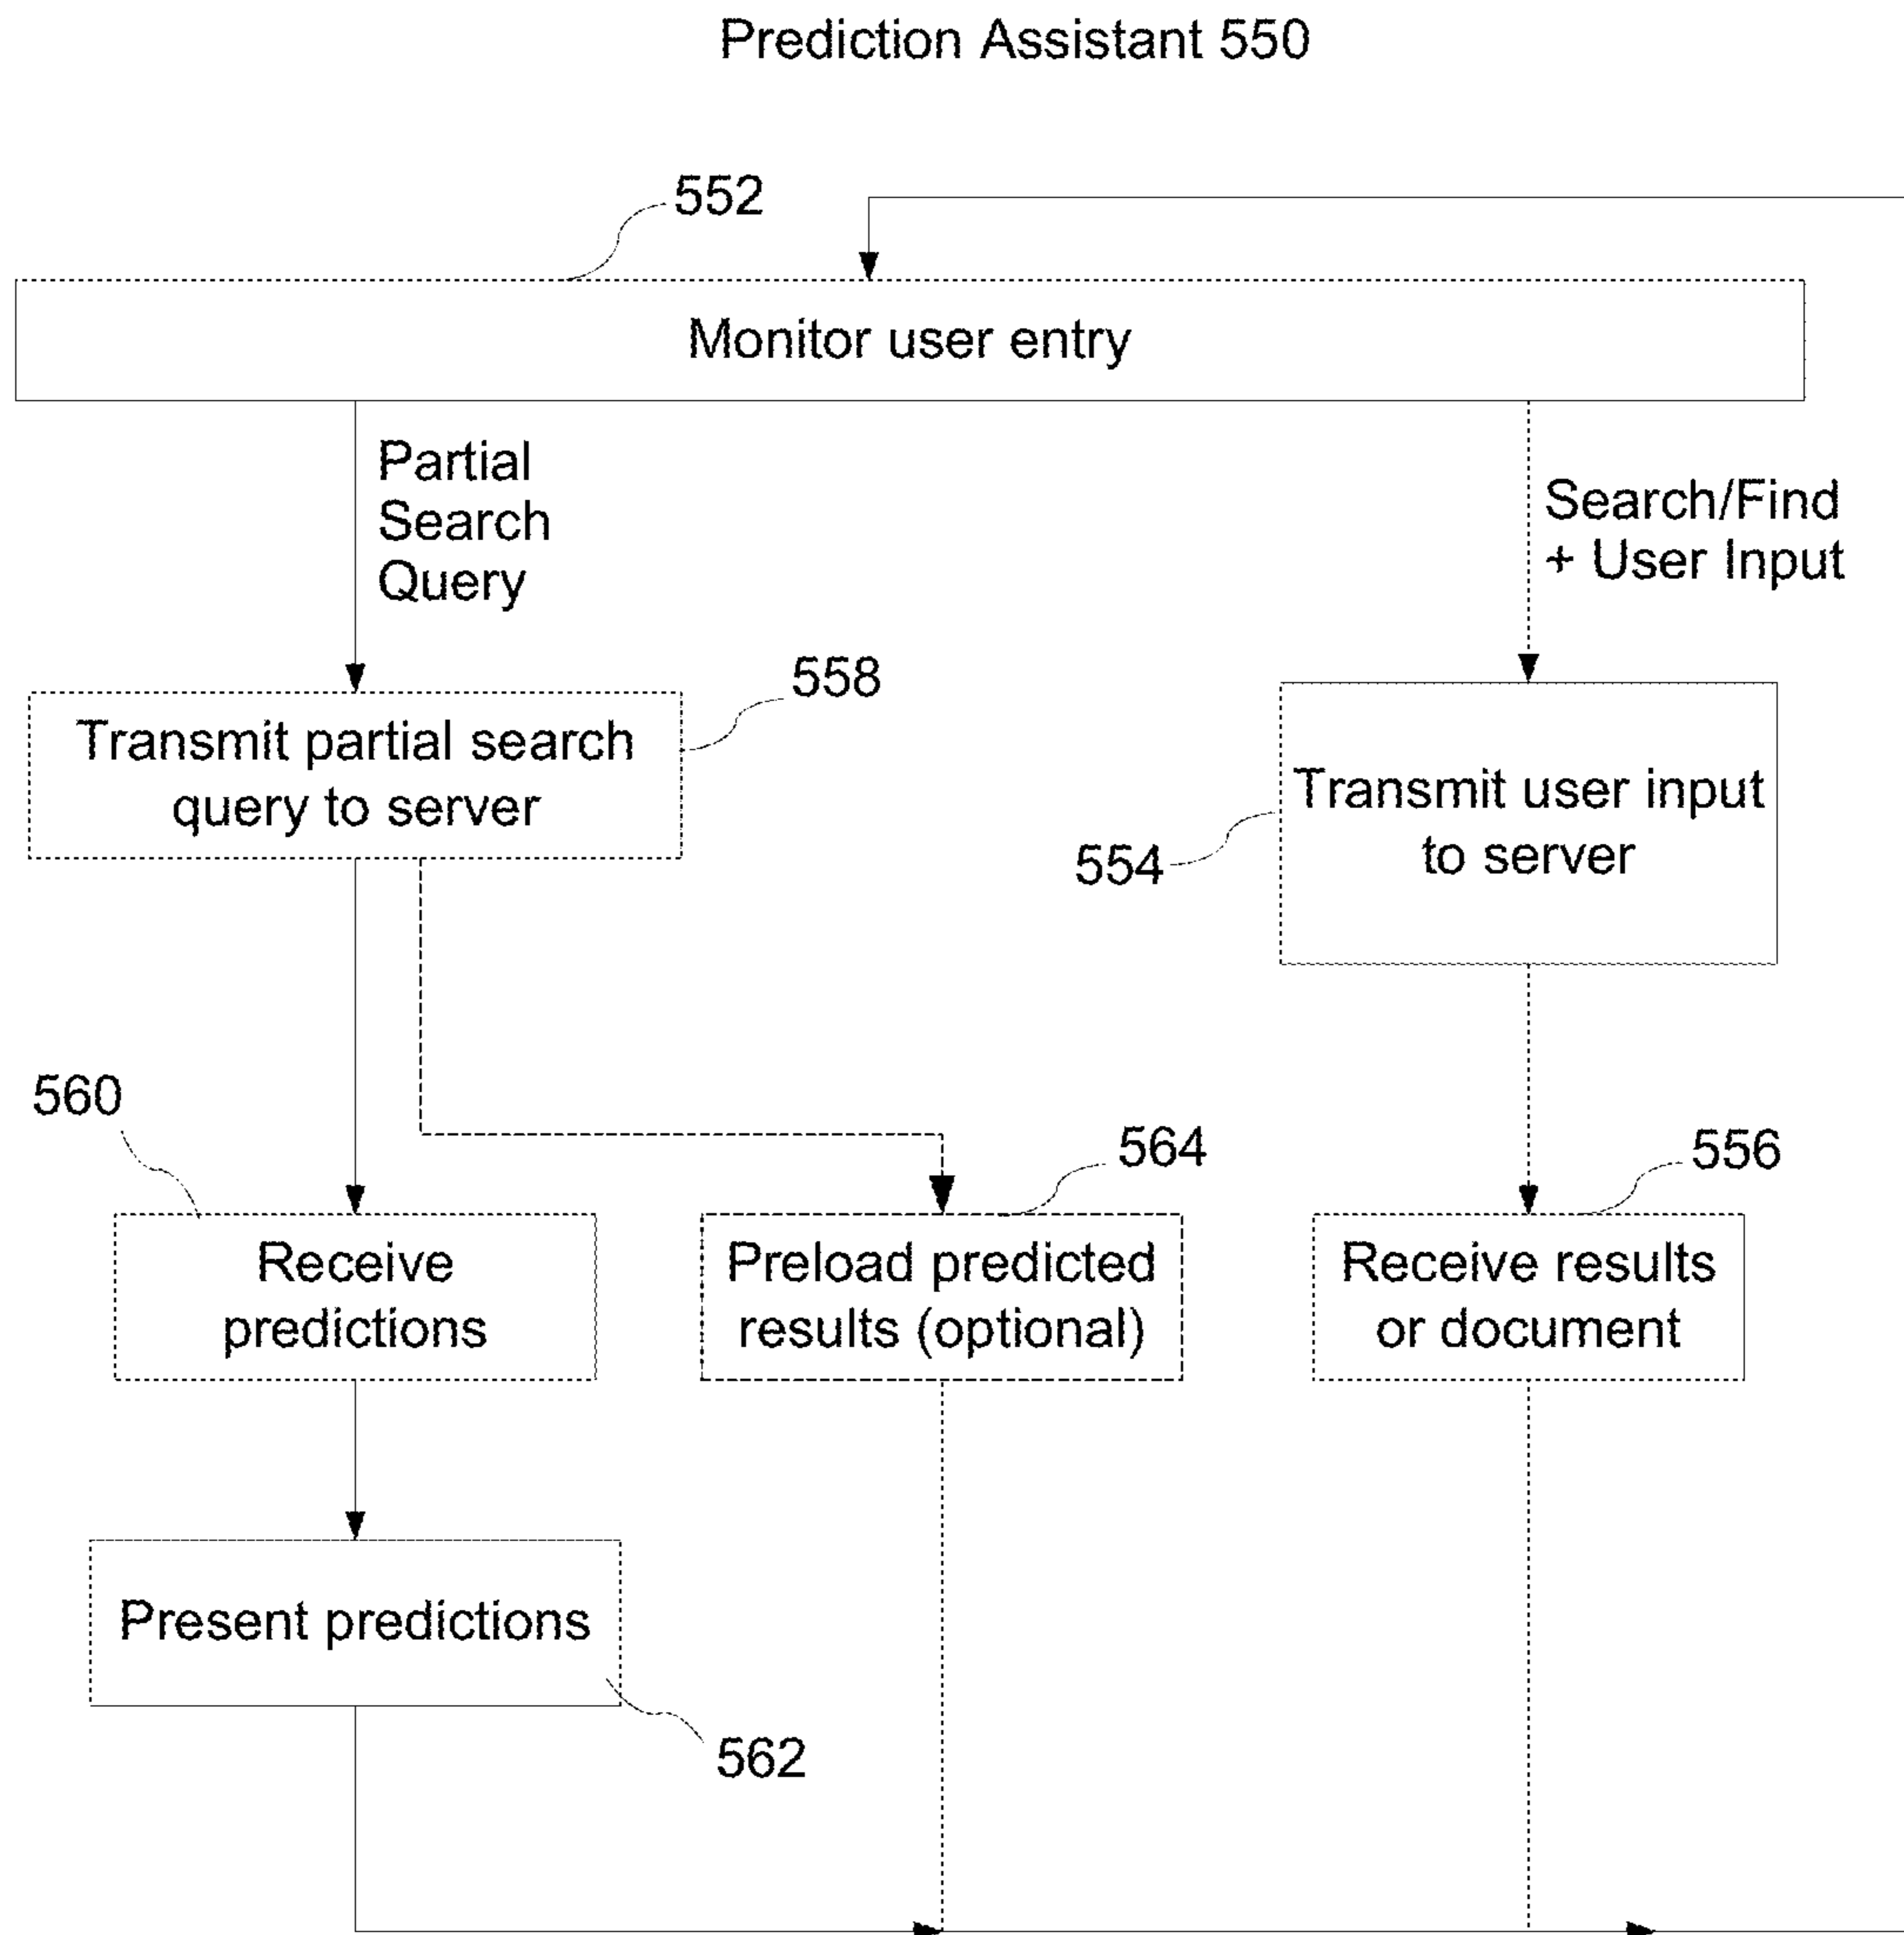 Prediction Assistant 550
552
Monitor user entry
Partial
Search
Query
Search/Find
+ User Input
558
Transmit partial search
query to server
554
Transmit user input
to server
560
564
556
Receive
predictions
Preload predicted
results (optional)
Receive results
or document
Present predictions
562